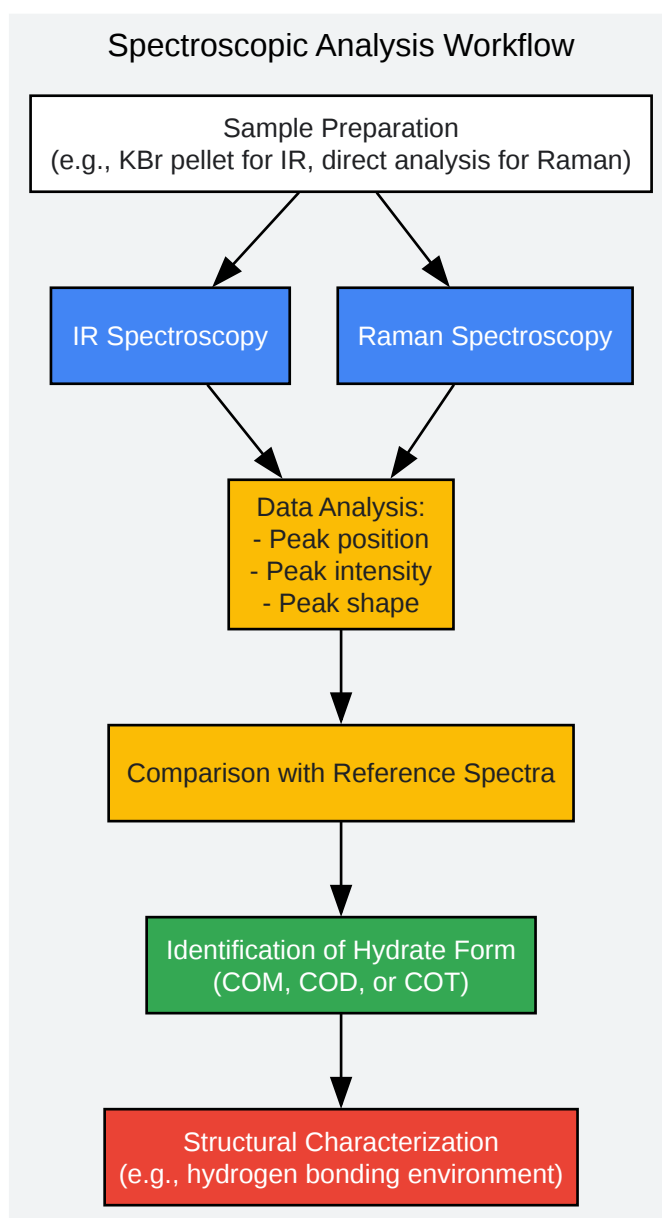 Spectroscopic Analysis Workflow
Sample Preparation
(e.g., KBr pellet for IR, direct analysis for Raman)
IR Spectroscopy
Raman Spectroscopy
Data Analysis:
- Peak position
- Peak intensity
- Peak shape
Comparison with Reference Spectra
Identification of Hydrate Form
(COM, COD, or COT)
Structural Characterization
(e.g., hydrogen bonding environment)